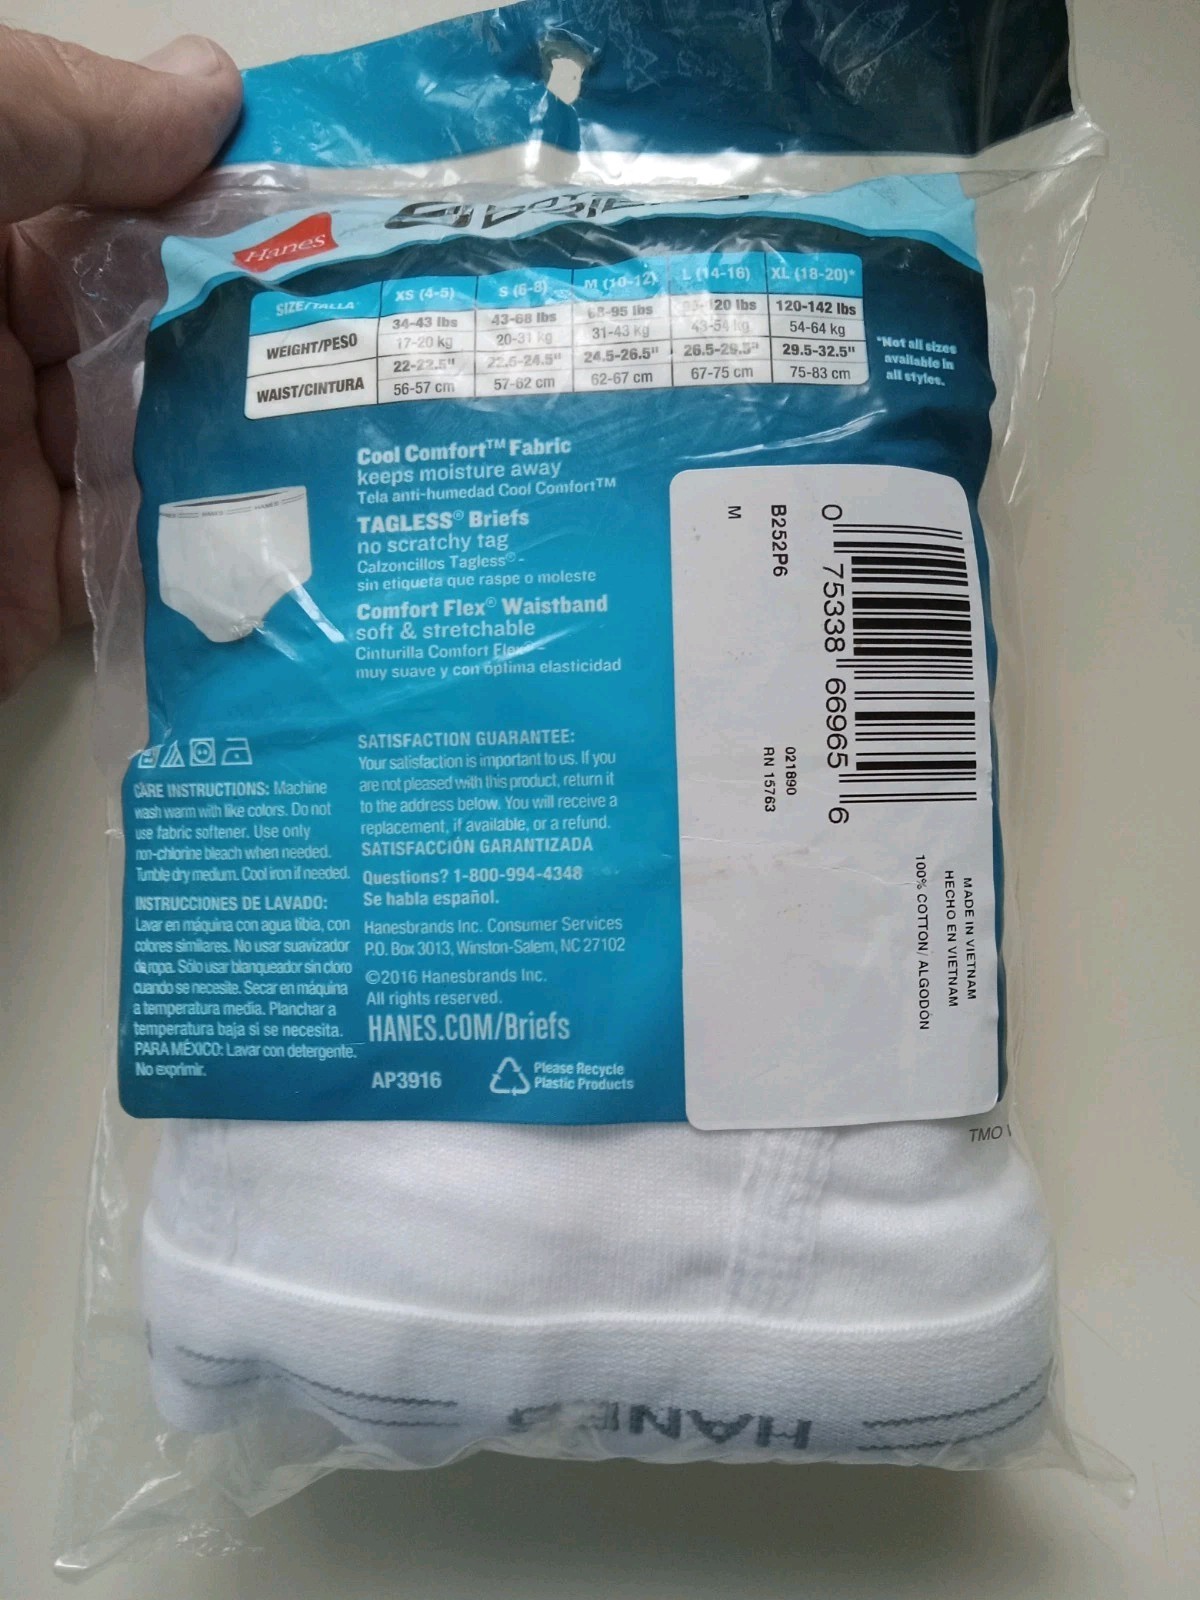 Hanes
SIZE/TALLA XS (4-5) S (6-8) M (10-12) L (14-16) XL (18-20)*
WEIGHT/PESO 34-43 lbs 43-68 lbs 68-95 lbs 120 lbs 120-142 lbs
17-20 kg 20-31 kg 31-43 kg 43-54 kg 54-64 kg
WAIST/CINTURA 22-22.5" 22.5-24.5" 24.5-26.5" 26.5-29.5" 29.5-32.5"
56-57 cm 57-62 cm 62-67 cm 67-75 cm 75-83 cm
*Not all sizes
available in
all styles.
Cool Comfort™ Fabric
keeps moisture away
Tela anti-humedad Cool Comfort™
TAGLESS® Briefs
no scratchy tag
Calzoncillos Tagless® -
sin etiqueta que raspe o moleste
Comfort Flex® Waistband
soft & stretchable
Cinturilla Comfort Flex® -
muy suave y con óptima elasticidad
HANES HANES
CARE INSTRUCTIONS: Machine
wash warm with like colors. Do not
use fabric softener. Use only
non-chlorine bleach when needed.
Tumble dry medium. Cool iron if needed.
INSTRUCCIONES DE LAVADO:
Lavar en máquina con agua tibia, con
colores similares. No usar suavizador
de ropa. Sólo usar blanqueador sin cloro
cuando se necesite. Secar en máquina
a temperatura media. Planchar a
temperatura baja si se necesita.
PARA MÉXICO: Lavar con detergente.
No exprimir.
SATISFACTION GUARANTEE:
Your satisfaction is important to us. If you
are not pleased with this product, return it
to the address below. You will receive a
replacement, if available, or a refund.
SATISFACCIÓN GARANTIZADA
Questions? 1-800-994-4348
Se habla español.
Hanesbrands Inc. Consumer Services
P.O. Box 3013, Winston-Salem, NC 27102
©2016 Hanesbrands Inc.
All rights reserved.
HANES.COM/Briefs
AP3916
Please Recycle
Plastic Products
0 75338 66965 6
B252P6
M
021890
RN 15763
MADE IN VIETNAM
HECHO EN VIETNAM
100% COTTON/ ALGODÓN
TMO
HANES